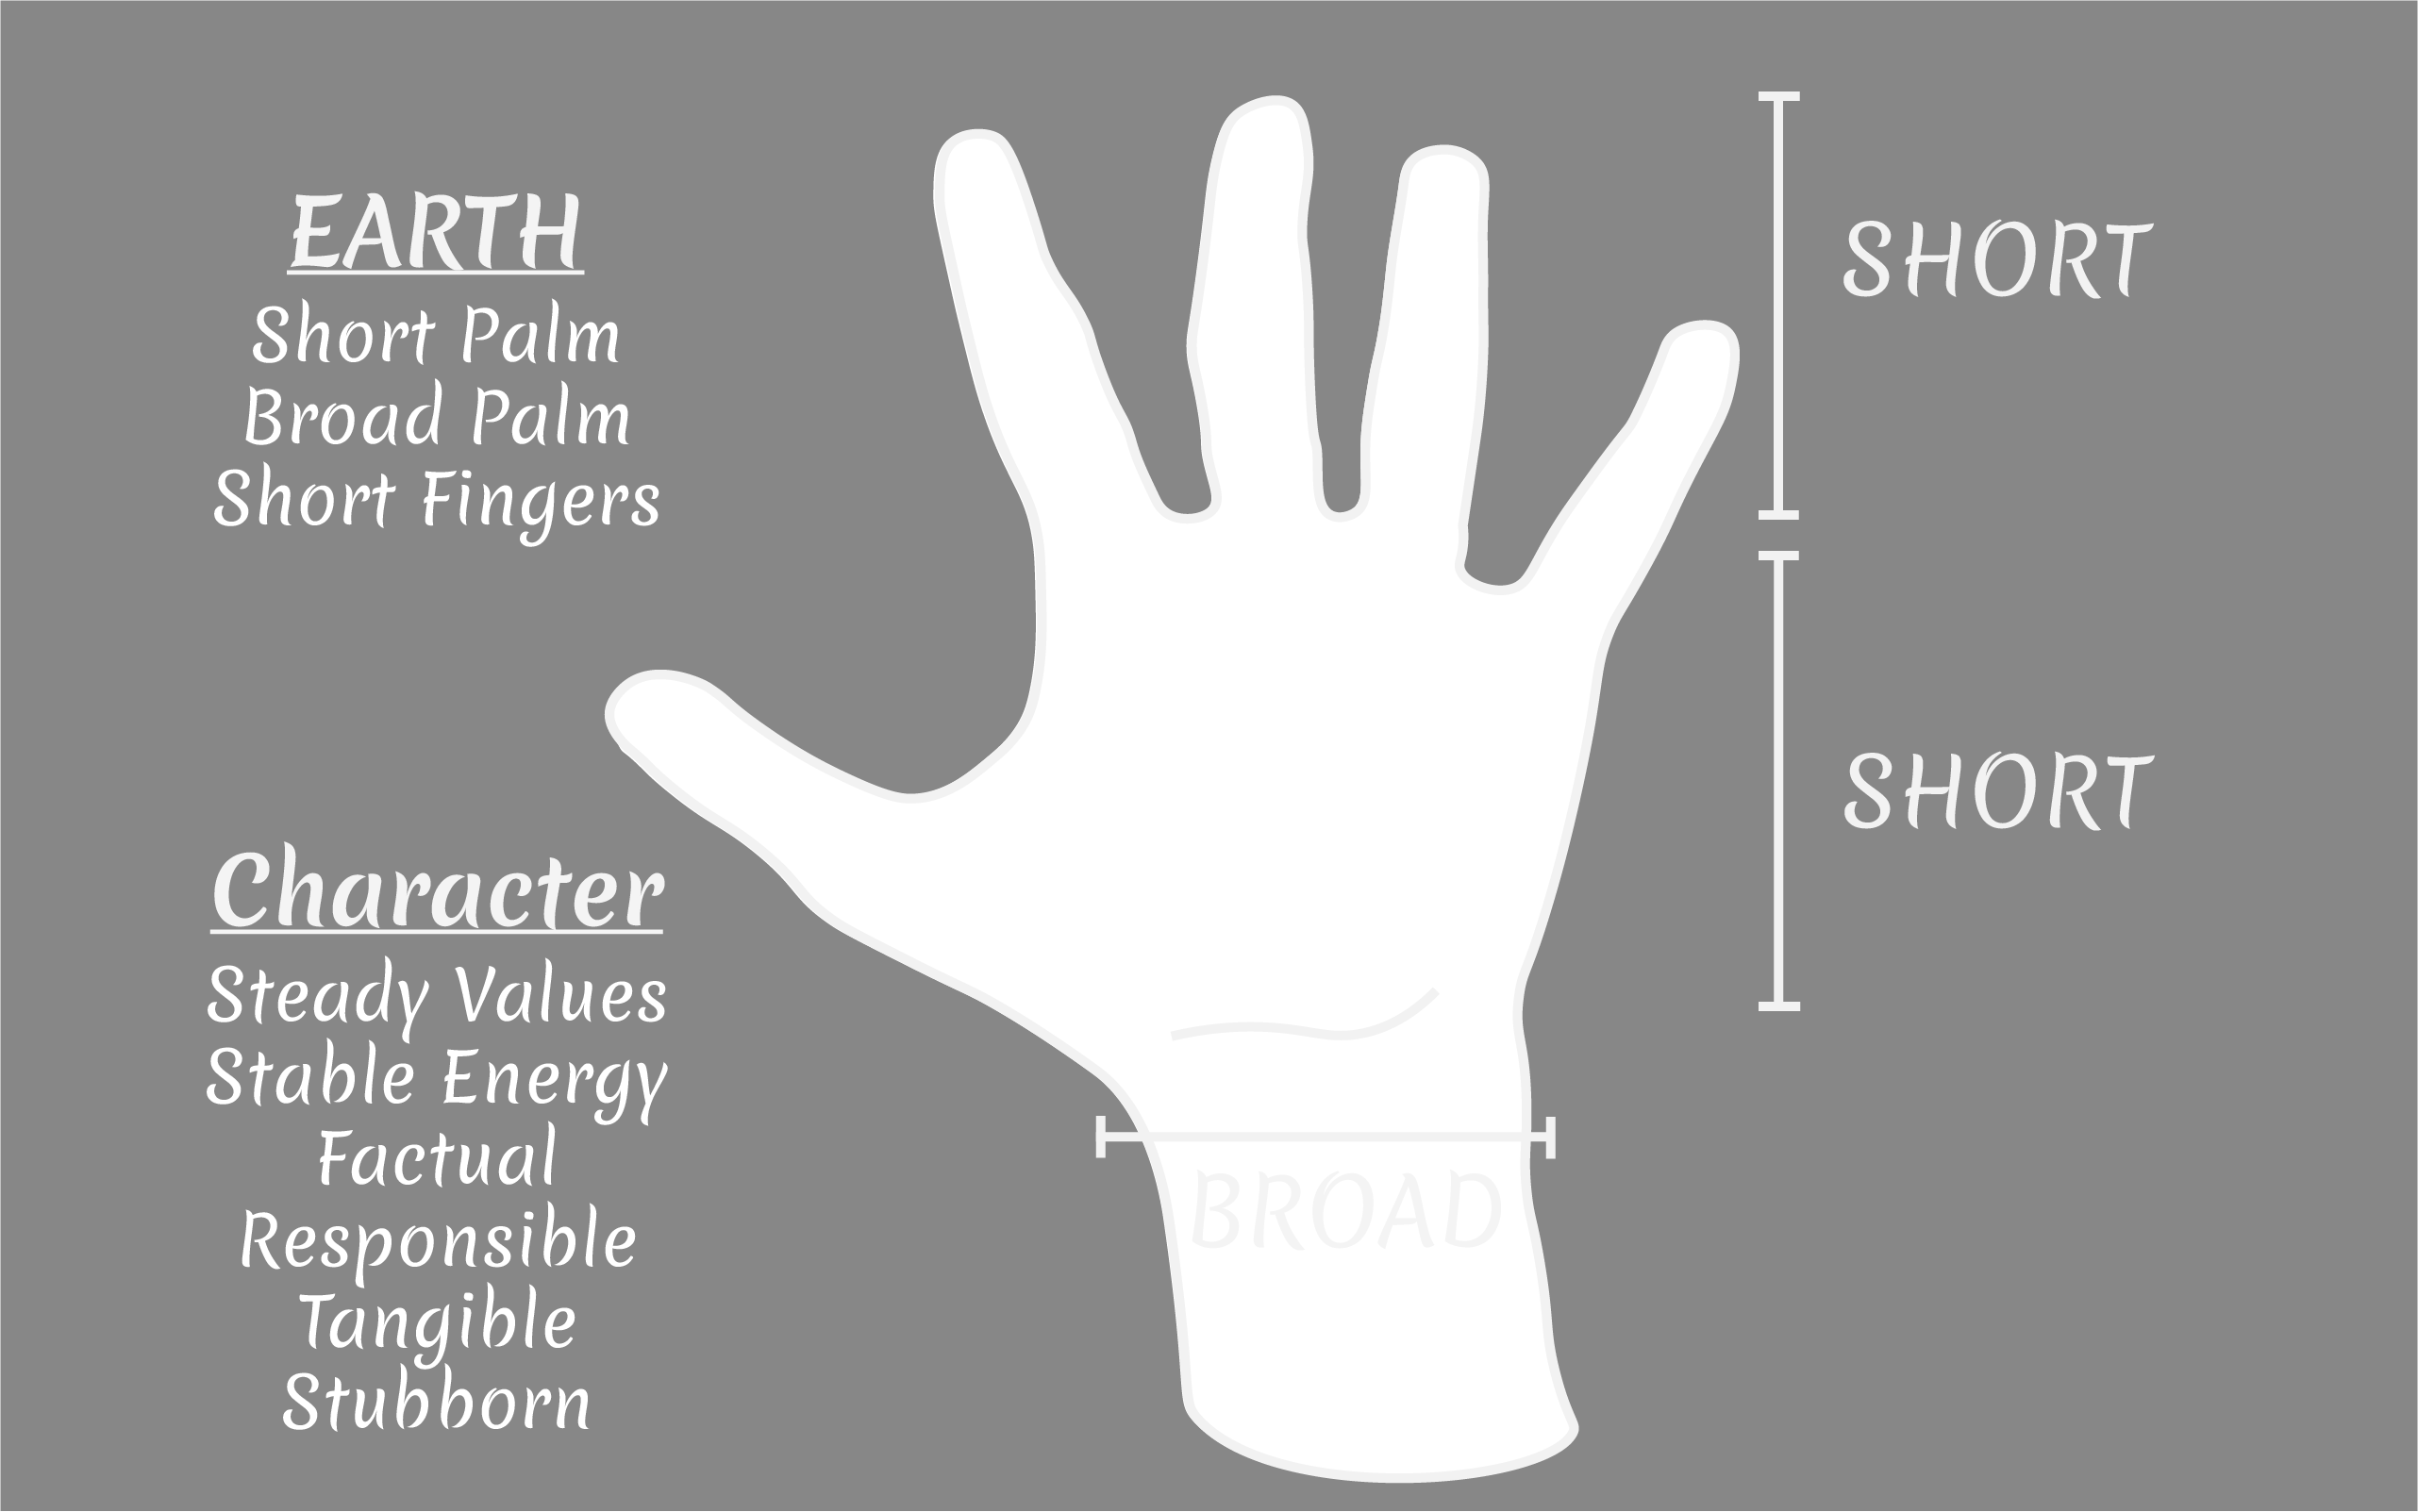 EARTH
Short Palm
Broad Palm
Short Fingers
Character
Steady Values
Stable Energy
Factual
Responsible
Tangible
Stubborn
SHORT
SHORT
BROAD